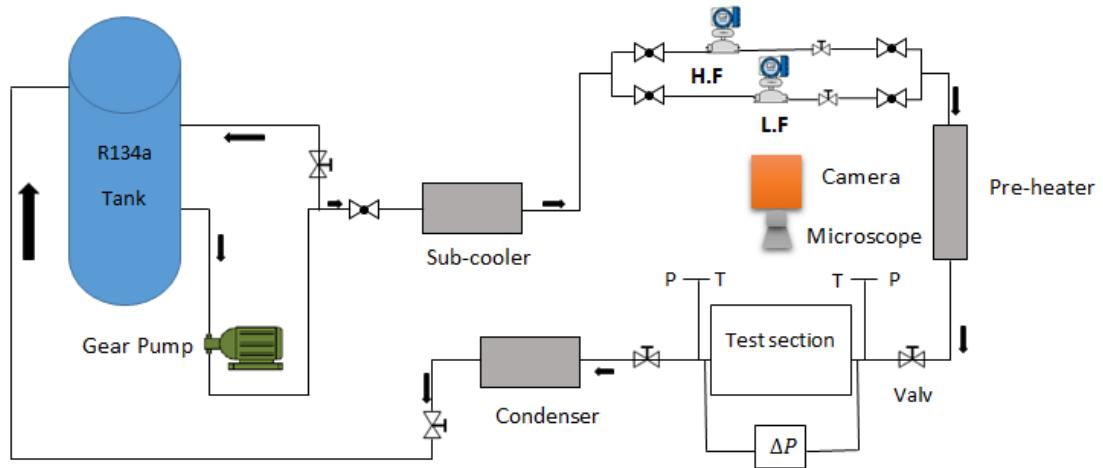 H.F
L.F
R134a
Tank
Camera
Microscope
Pre-heater
Sub-cooler
P T
T P
Gear Pump
Test section
Valv
Condenser
ΔP